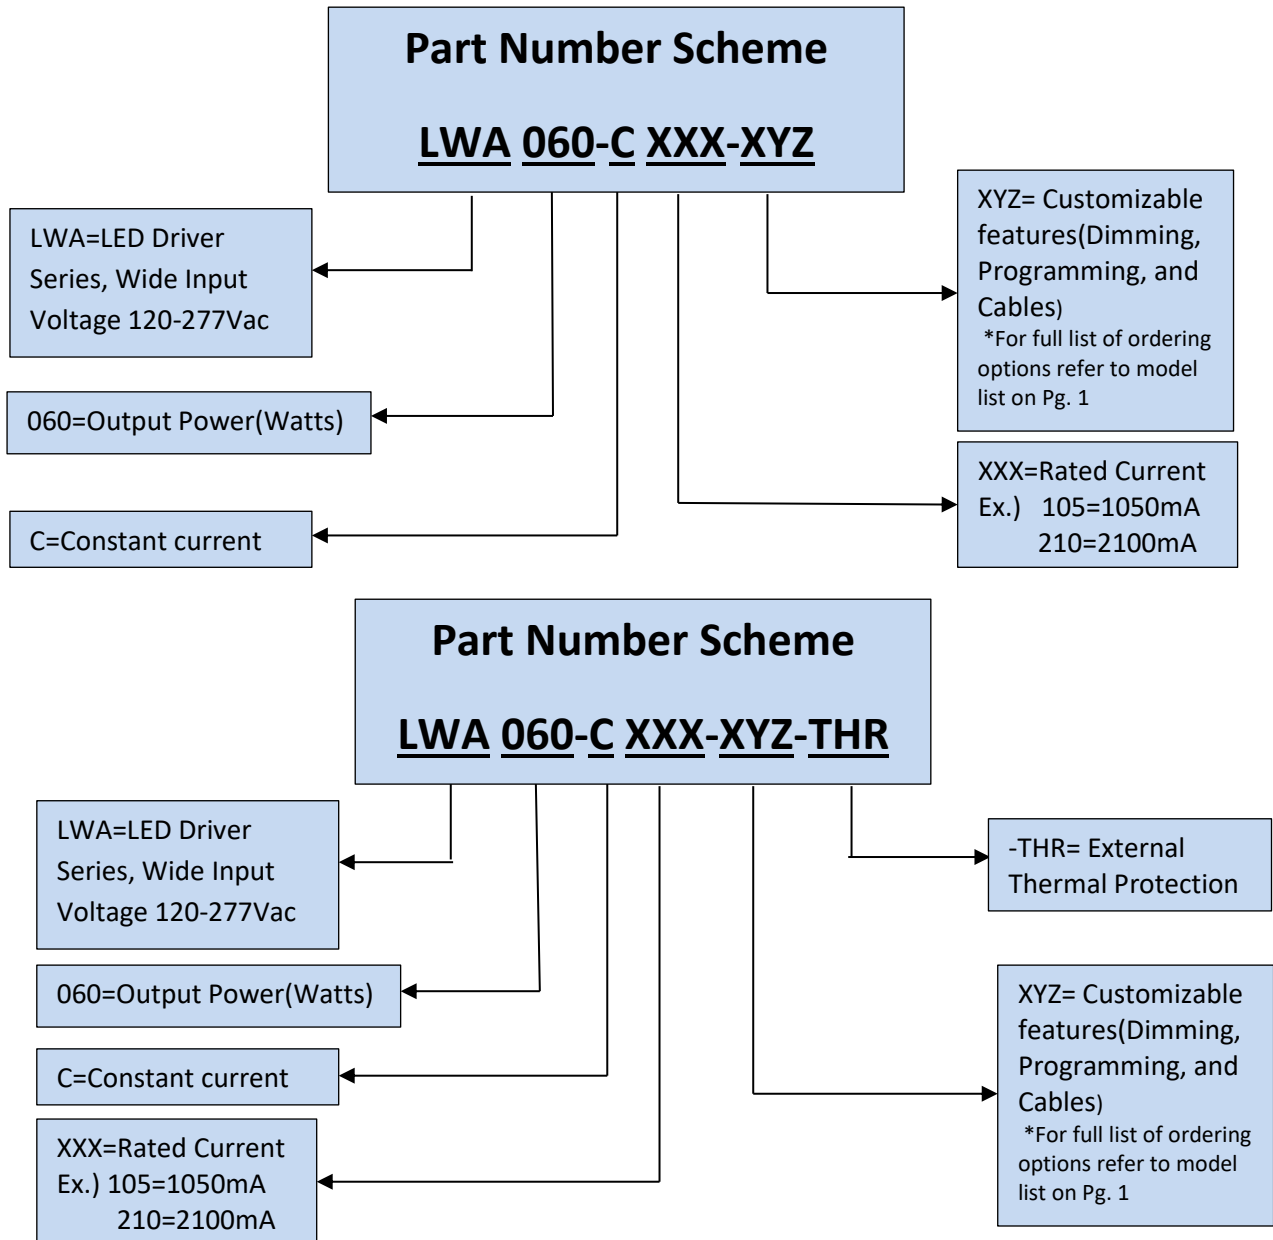 Part Number Scheme
LWA 060-C XXX-XYZ
LWA=LED Driver
Series, Wide Input
Voltage 120-277Vac
060=Output Power(Watts)
C=Constant current
XYZ= Customizable
features(Dimming,
Programming, and
Cables)
*For full list of ordering
options refer to model
list on Pg. 1
XXX=Rated Current
Ex.) 105=1050mA
210=2100mA
Part Number Scheme
LWA 060-C XXX-XYZ-THR
LWA=LED Driver
Series, Wide Input
Voltage 120-277Vac
060=Output Power(Watts)
C=Constant current
XXX=Rated Current
Ex.) 105=1050mA
210=2100mA
-THR= External
Thermal Protection
XYZ= Customizable
features(Dimming,
Programming, and
Cables)
*For full list of ordering
options refer to model
list on Pg. 1